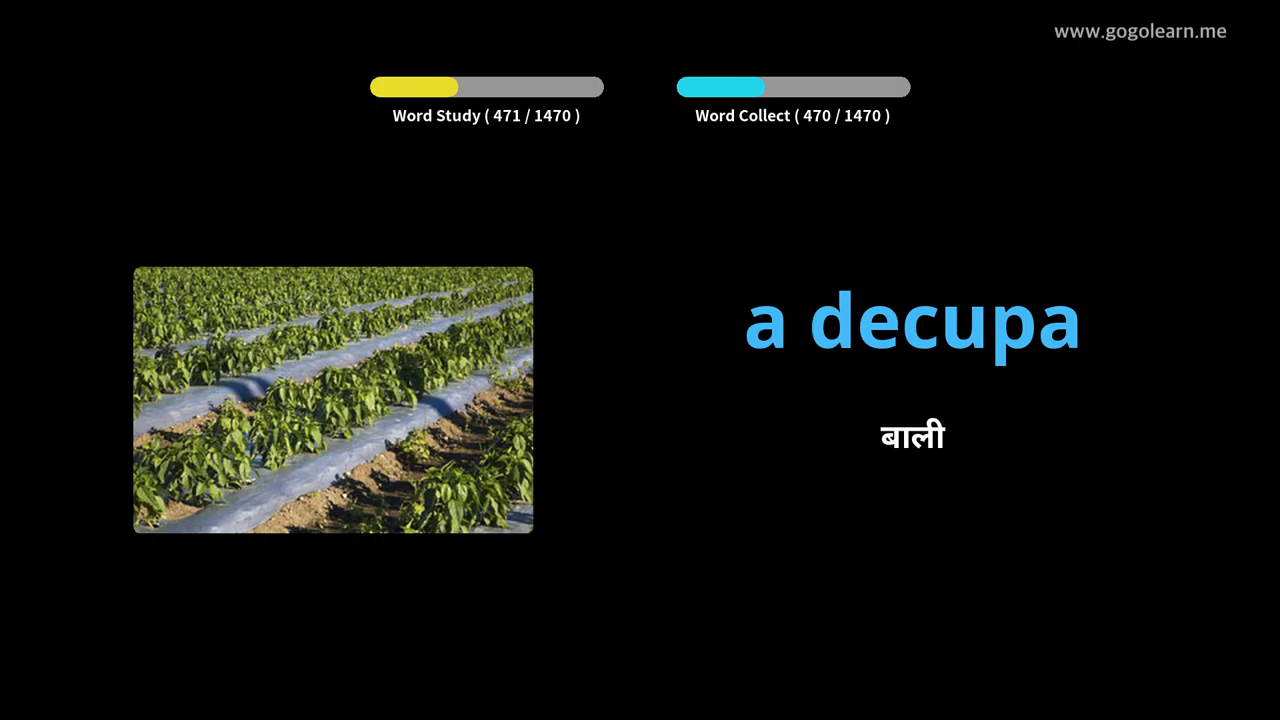 www.gogolearn.me
Word Study ( 471 / 1470 )
Word Collect ( 470 / 1470 )
a decupa
बाली